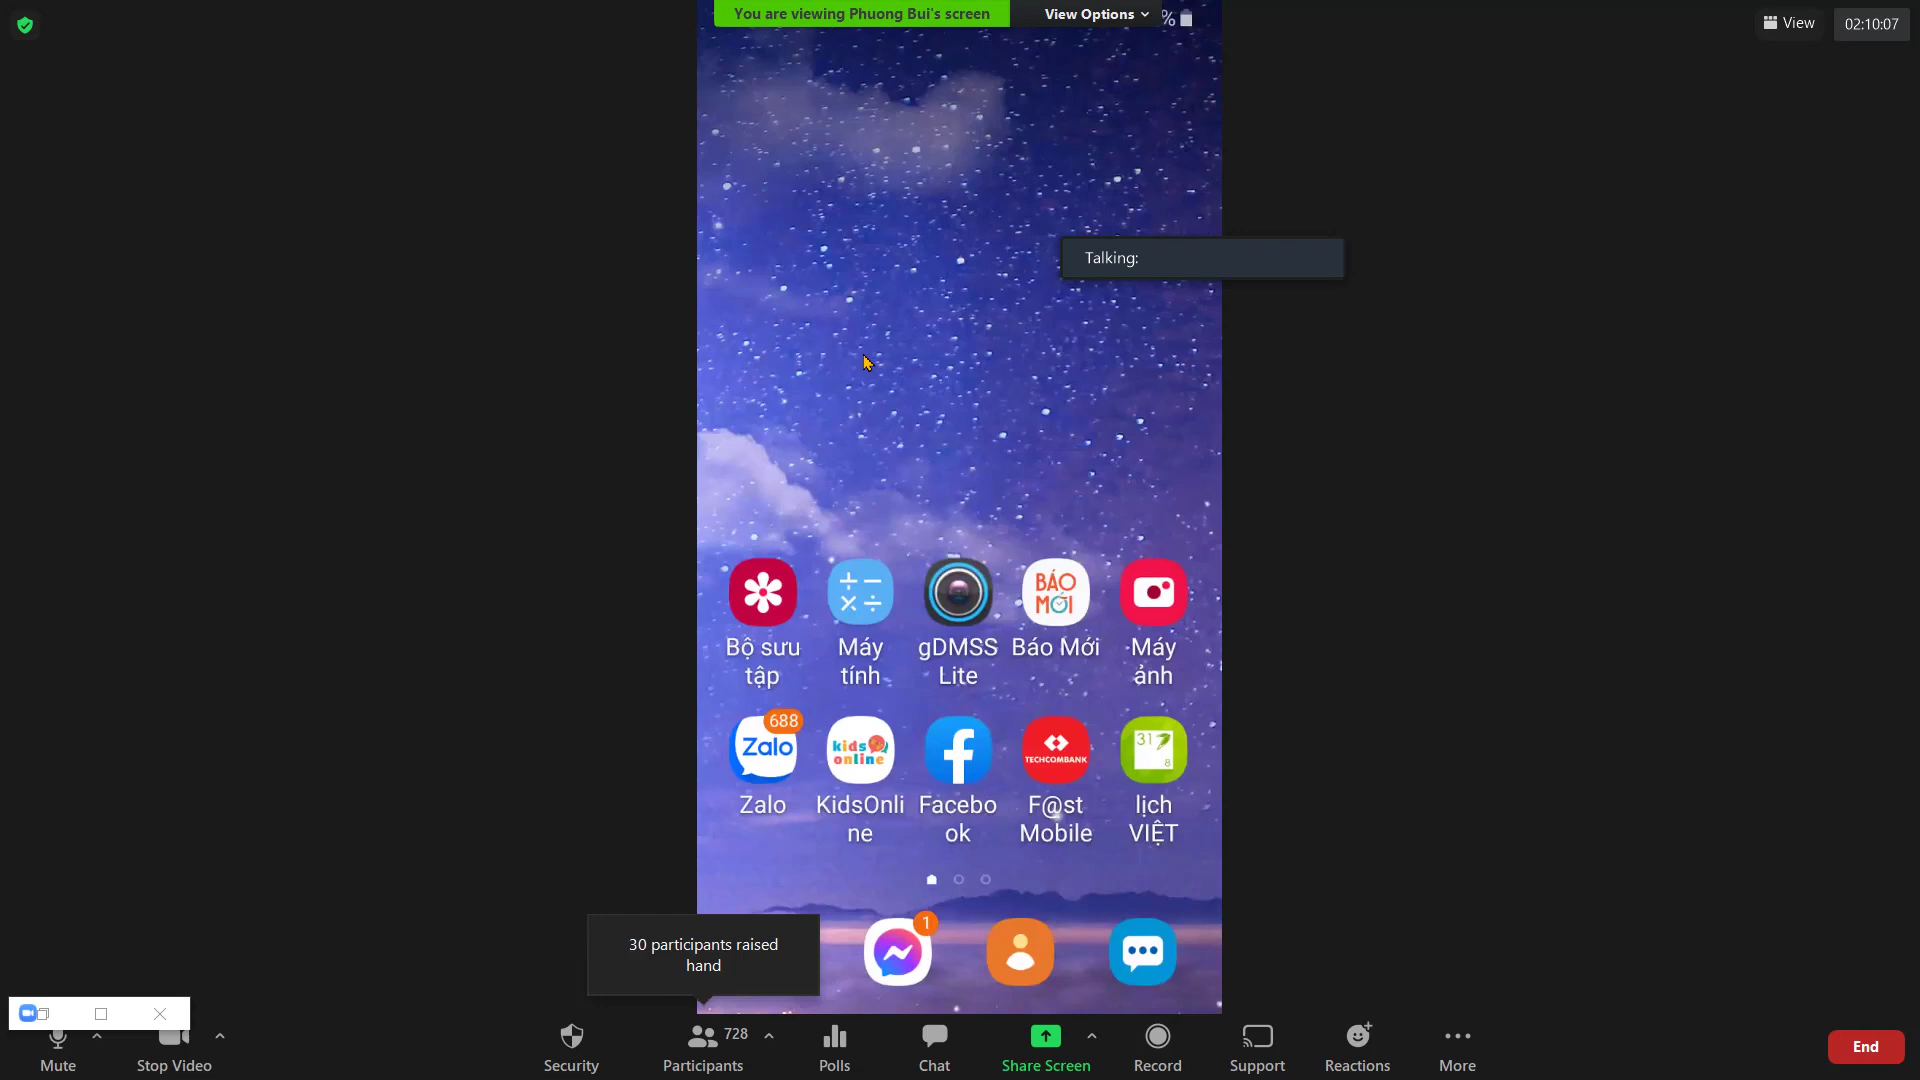 You are viewing Phuong Bui's screen
View Options
%
View
02:10:07
Talking:
BÁO
MỚI
Bộ sưu
tập
Máy
tính
gDMSS
Lite
Báo Mới
Máy
ảnh
688
Zalo
kids
online
TECHCOMBANK
31
8
Zalo
KidsOnli
ne
Facebo
ok
F@st
Mobile
lịch
VIỆT
30 participants raised
hand
1
Mute
Stop Video
Security
728
Participants
Polls
Chat
Share Screen
Record
Support
Reactions
More
End